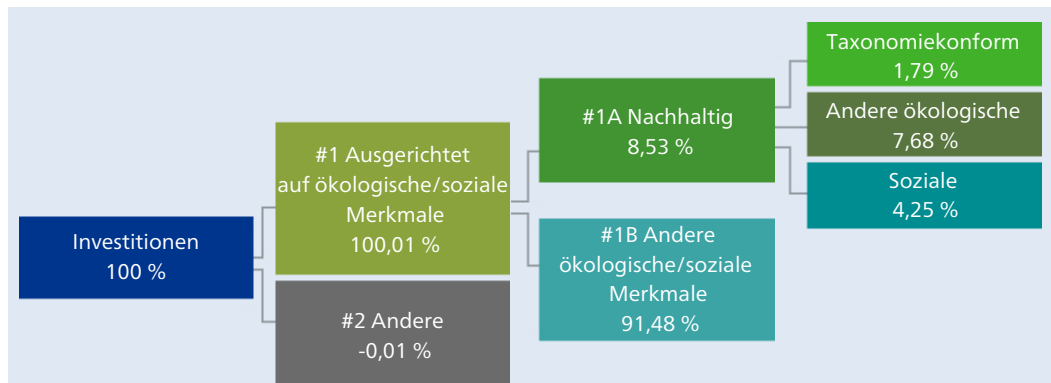 Investitionen
100 %
#1 Ausgerichtet
auf ökologische/soziale
Merkmale
100,01 %
#2 Andere
-0,01 %
#1A Nachhaltig
8,53 %
#1B Andere
ökologische/soziale
Merkmale
91,48 %
Taxonomiekonform
1,79 %
Andere ökologische
7,68 %
Soziale
4,25 %